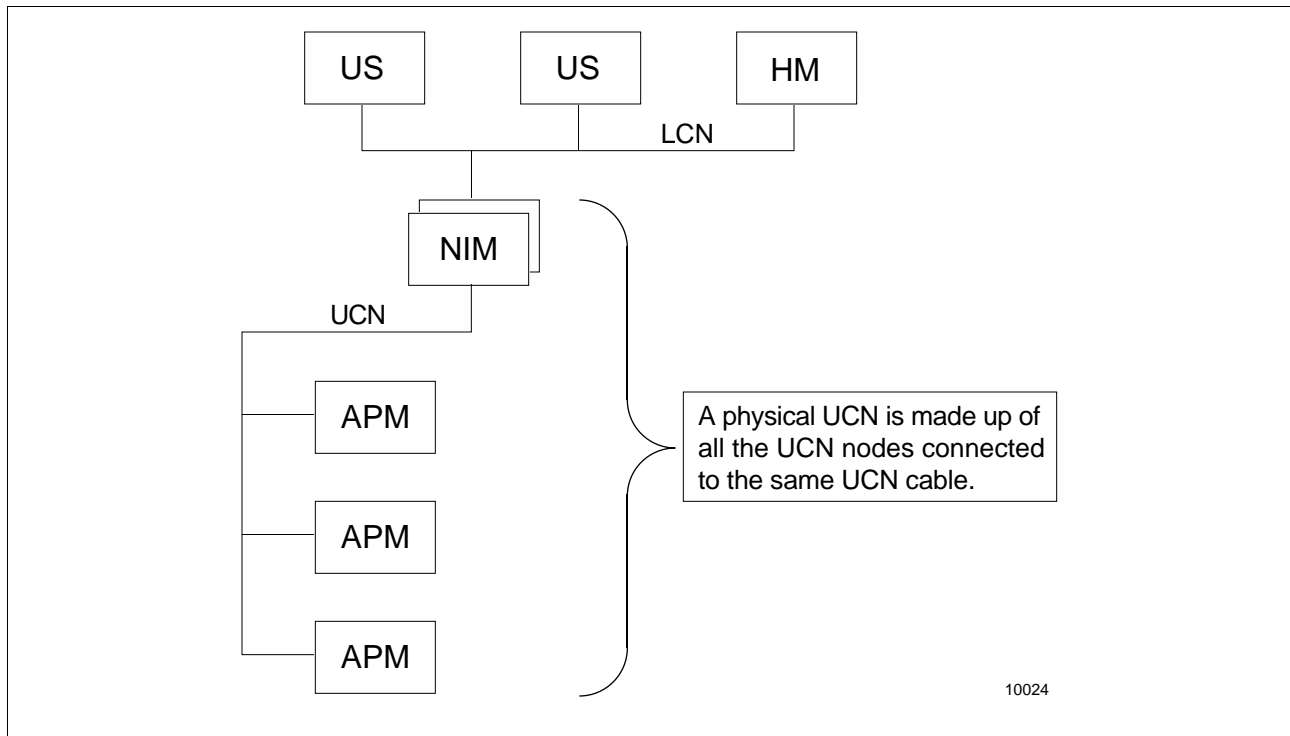 US
US
HM
LCN
NIM
UCN
APM
A physical UCN is made up of
all the UCN nodes connected
to the same UCN cable.
APM
APM
10024